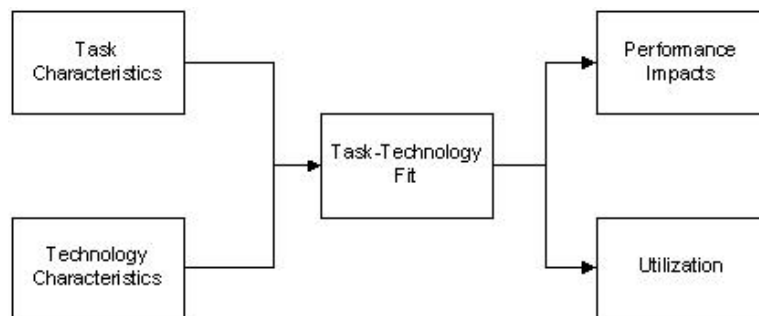 Task
Characteristics
Performance
Impacts
Task-Technology
Fit
Technology
Characteristics
Utilization